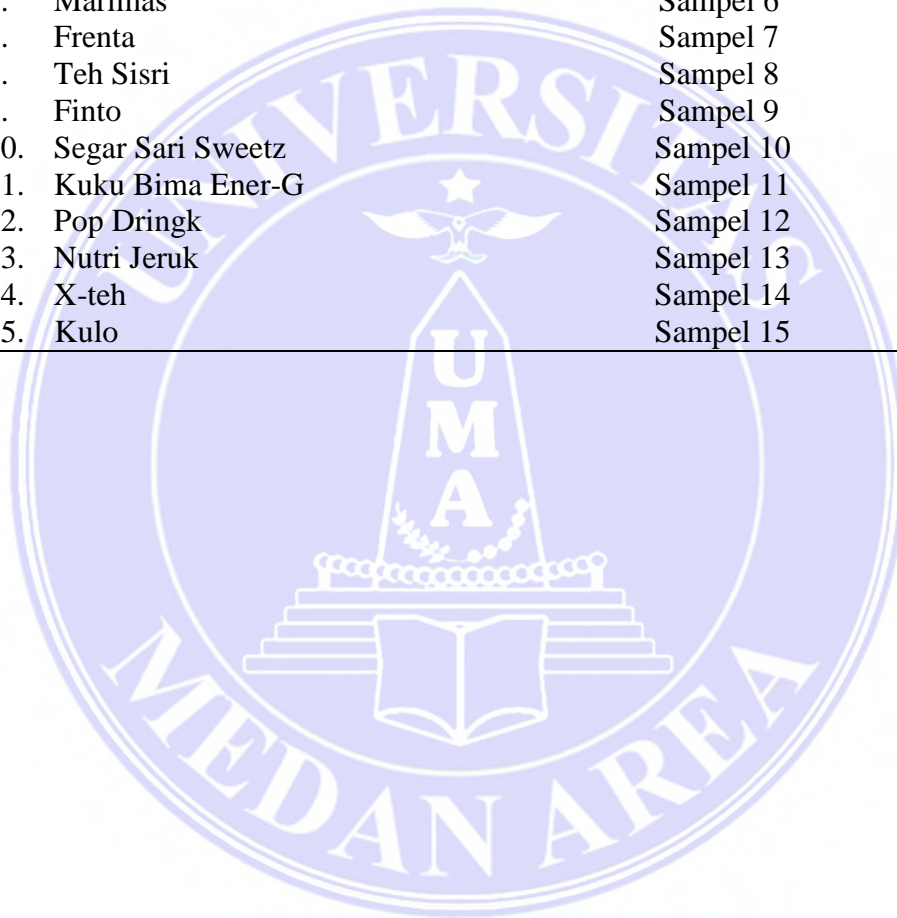 . Marimas Sampel 6
. Frenta Sampel 7
. Teh Sisri Sampel 8
. Finto Sampel 9
0. Segar Sari Sweetz Sampel 10
1. Kuku Bima Ener-G Sampel 11
2. Pop Dringk Sampel 12
3. Nutri Jeruk Sampel 13
4. X-teh Sampel 14
5. Kulo Sampel 15
UNIVERSITAS
U
M
A
MEDAN AREA